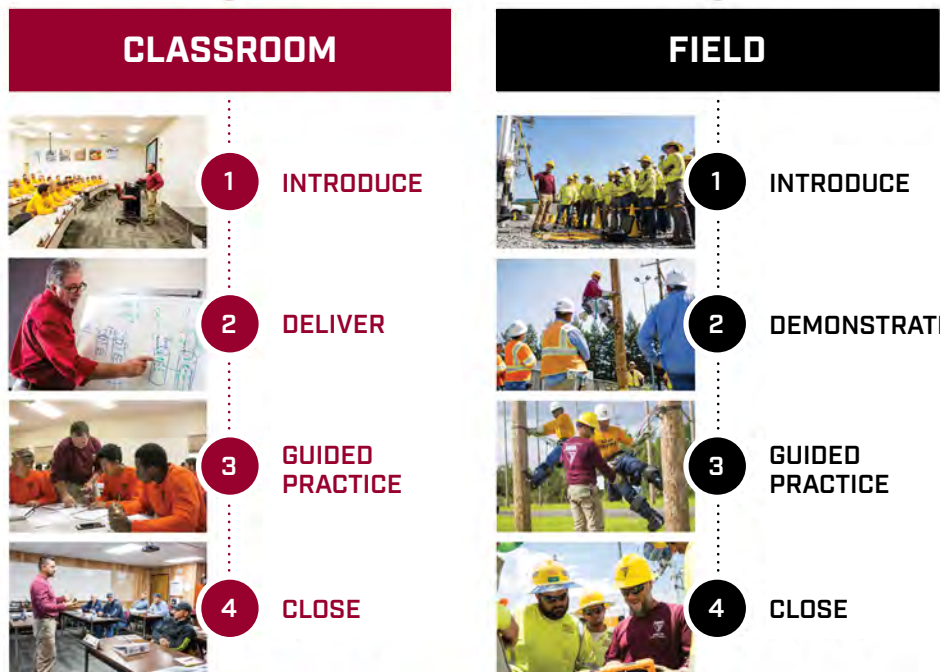 CLASSROOM
1 INTRODUCE
2 DELIVER
3 GUIDED
PRACTICE
4 CLOSE
FIELD
1 INTRODUCE
2 DEMONSTRAT
3 GUIDED
PRACTICE
4 CLOSE